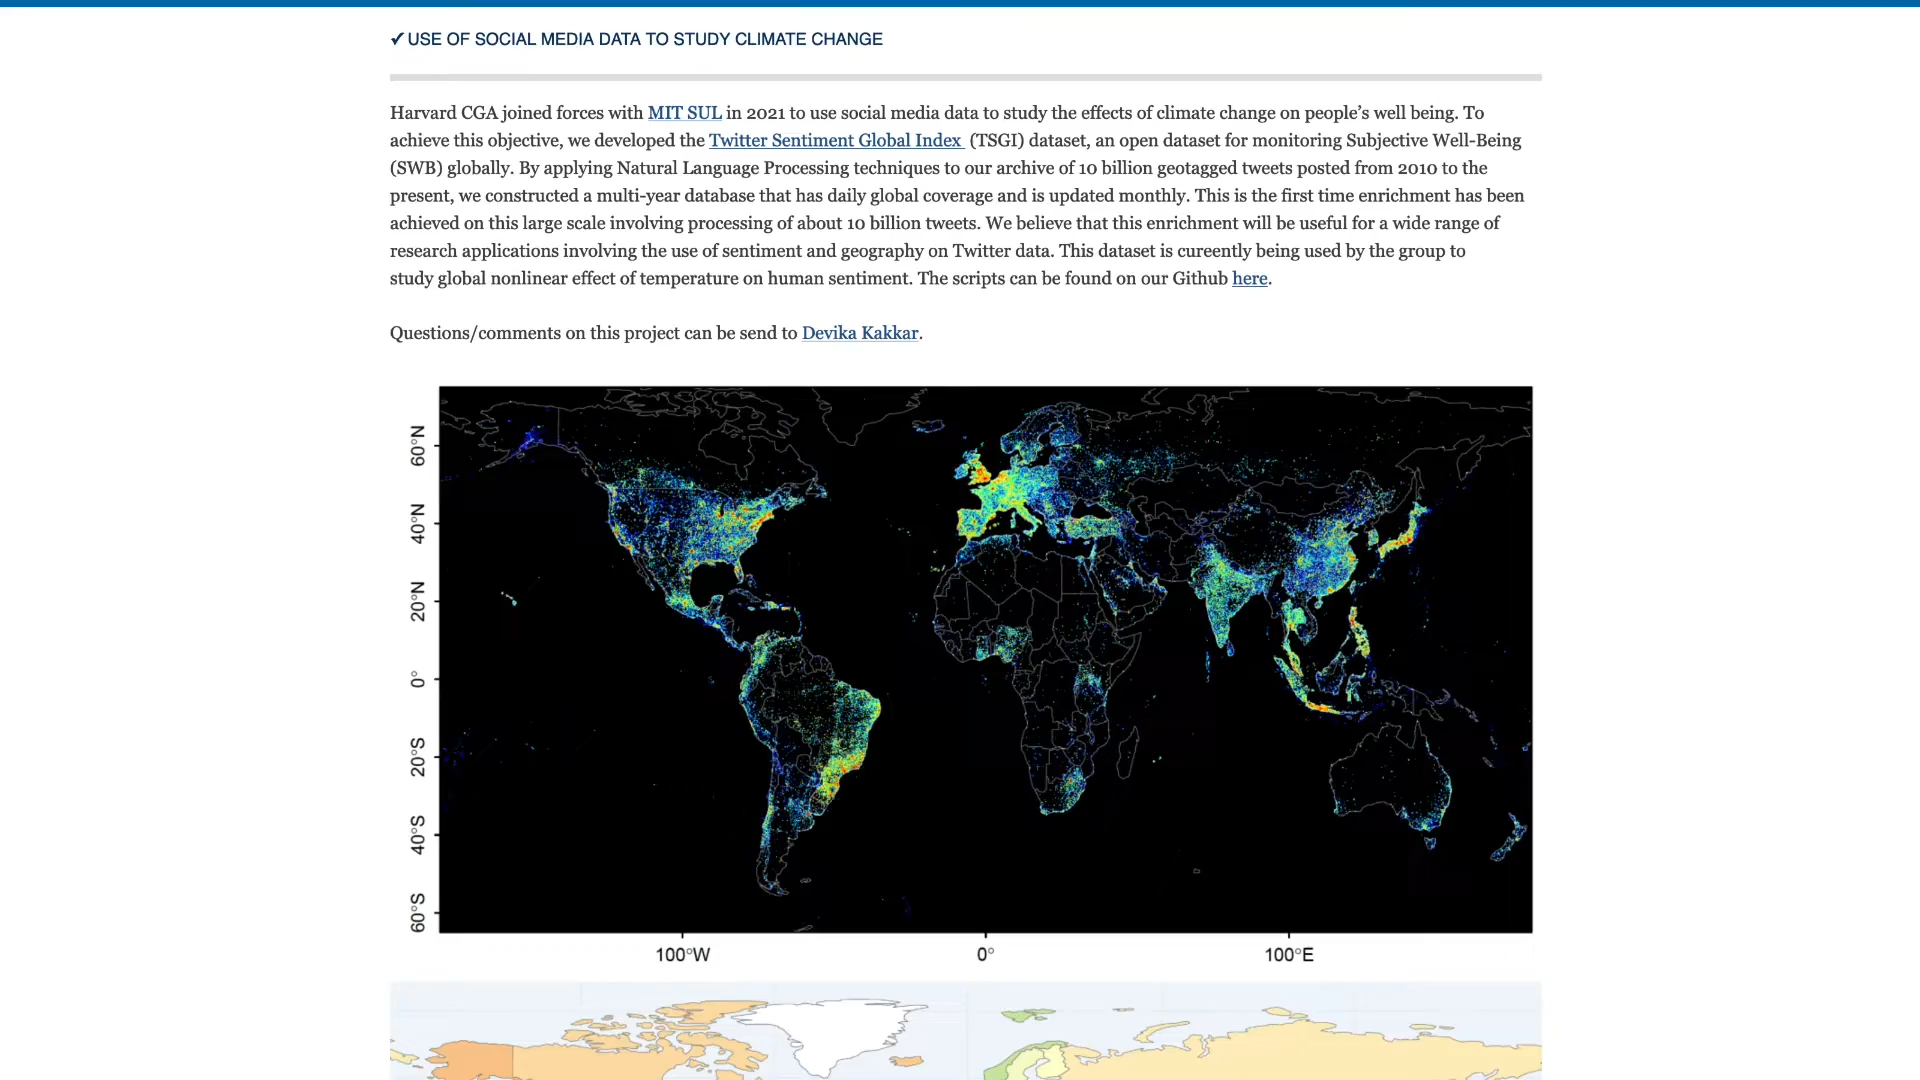 ✓USE OF SOCIAL MEDIA DATA TO STUDY CLIMATE CHANGE
Harvard CGA joined forces with MIT SUL in 2021 to use social media data to study the effects of climate change on people’s well being. To
achieve this objective, we developed the Twitter Sentiment Global Index (TSGI) dataset, an open dataset for monitoring Subjective Well-Being
(SWB) globally. By applying Natural Language Processing techniques to our archive of 10 billion geotagged tweets posted from 2010 to the
present, we constructed a multi-year database that has daily global coverage and is updated monthly. This is the first time enrichment has been
achieved on this large scale involving processing of about 10 billion tweets. We believe that this enrichment will be useful for a wide range of
research applications involving the use of sentiment and geography on Twitter data. This dataset is cureently being used by the group to
study global nonlinear effect of temperature on human sentiment. The scripts can be found on our Github here.
Questions/comments on this project can be send to Devika Kakkar.
60°N
40°N
20°N
0°
20°S
40°S
60°S
100°W 0° 100°E